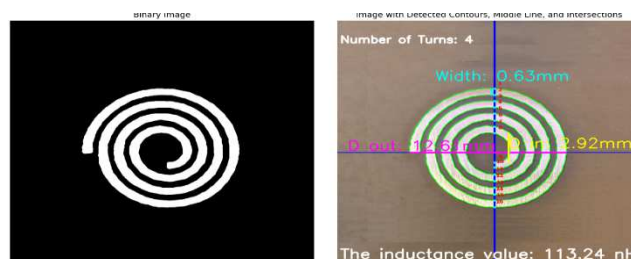 Binary Image
Image with Detected Contours, Middle Line, and Intersections
Number of Turns: 4
Width: 0.63mm
D out: 12.61mm
D in: 2.92mm
The inductance value: 113.24 nH